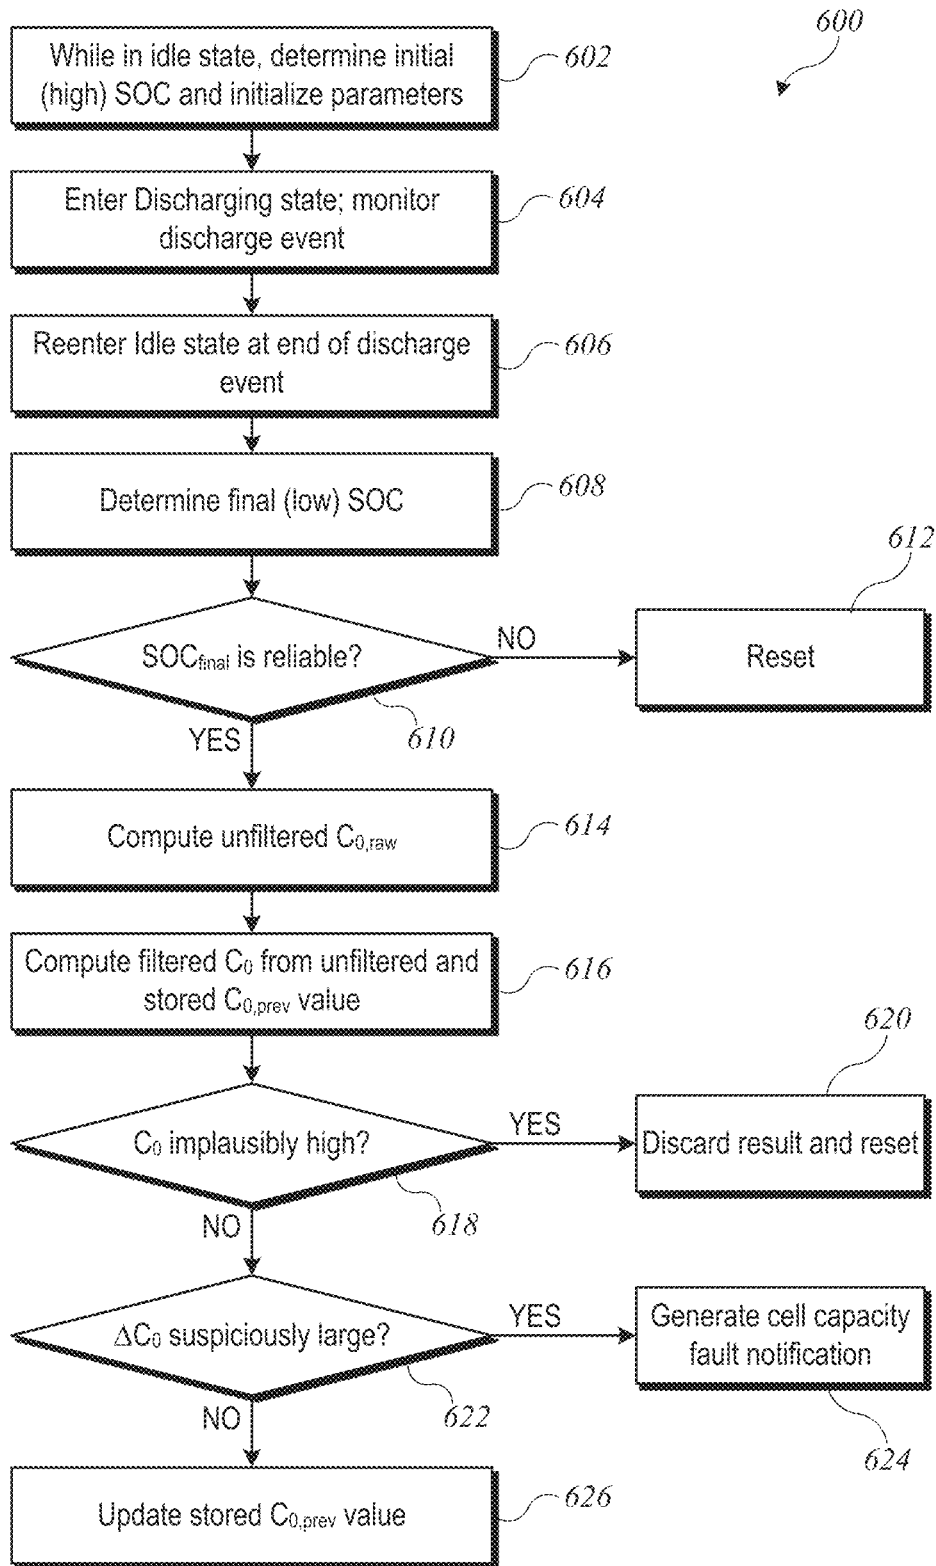 600
While in idle state, determine initial
(high) SOC and initialize parameters
602
Enter Discharging state; monitor
discharge event
604
Reenter Idle state at end of discharge
event
606
Determine final (low) SOC
608
612
SOCfinal is reliable?
NO
Reset
610
YES
Compute unfiltered C0,raw
614
Compute filtered C0 from unfiltered and
stored C0,prev value
616
620
C0 implausibly high?
YES
Discard result and reset
618
NO
ΔC0 suspiciously large?
YES
Generate cell capacity
fault notification
622
624
NO
Update stored C0,prev value
626